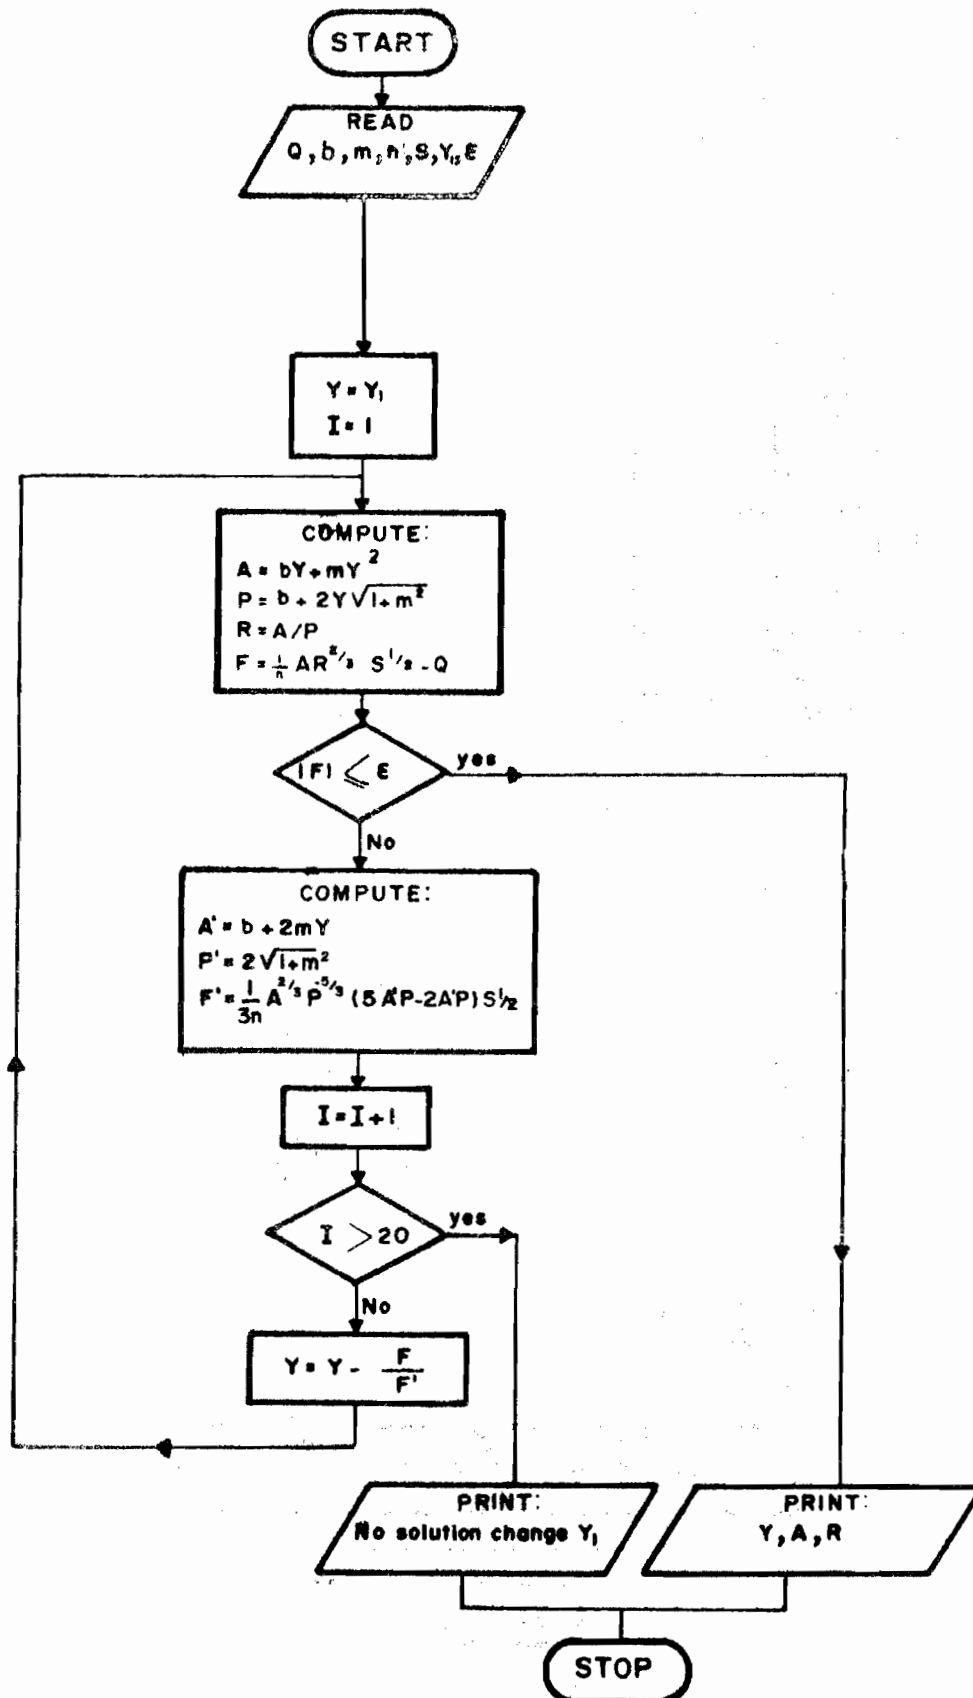 START
READ
Q, b, m, n, S, Y₁, ε
Y = Y₁
I = 1
COMPUTE:
A = bY + mY²
P = b + 2Y√1+m²
R = A/P
F = 1/n AR^2/3 S^1/2 - Q
|F| ≤ ε
yes
No
COMPUTE:
A' = b + 2mY
P' = 2√1+m²
F' = 1/3n A^2/3 P^-5/3 (5A'P-2A'P) S^1/2
I = I + 1
I > 20
yes
No
Y = Y - F/F'
PRINT:
No solution change Y₁
PRINT:
Y, A, R
STOP